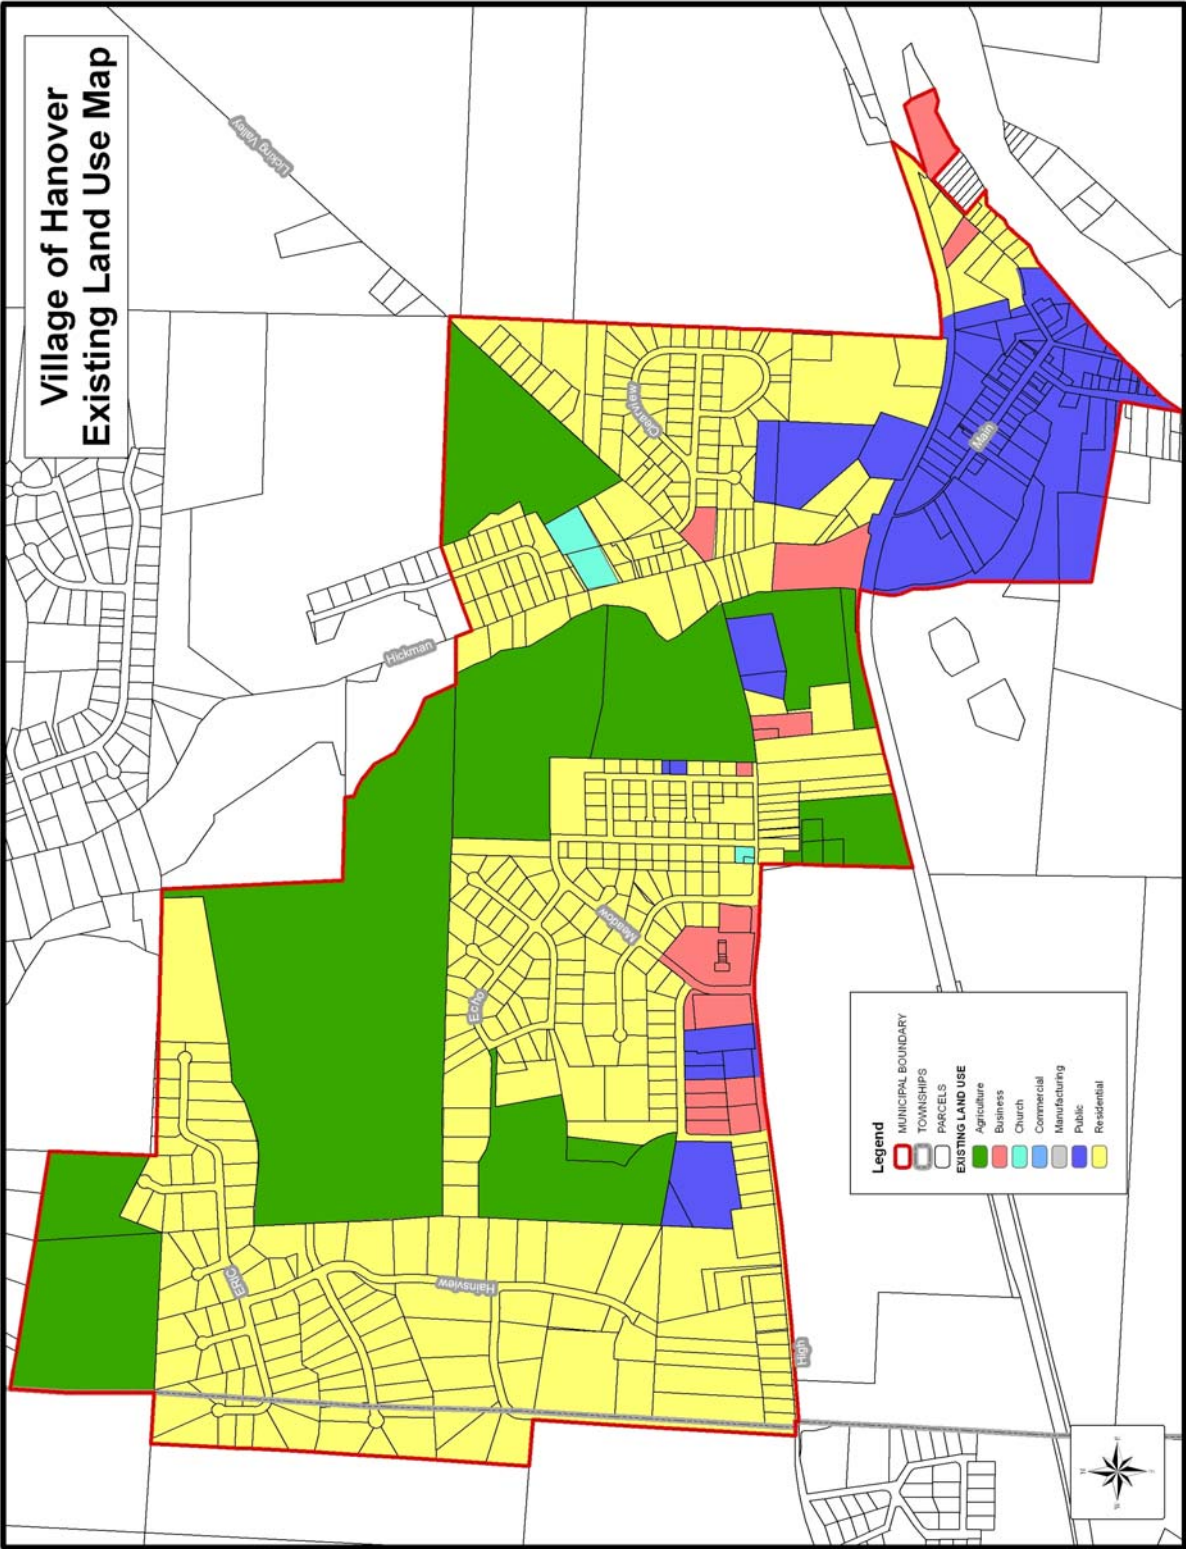 Village of Hanover
Existing Land Use Map
Licking Valley
Clearview
Main
Hickman
Meadow
Echo
ERIC
Hainsview
High
Legend
MUNICIPAL BOUNDARY
TOWNSHIPS
PARCELS
EXISTING LAND USE
Agriculture
Business
Church
Commercial
Manufacturing
Public
Residential